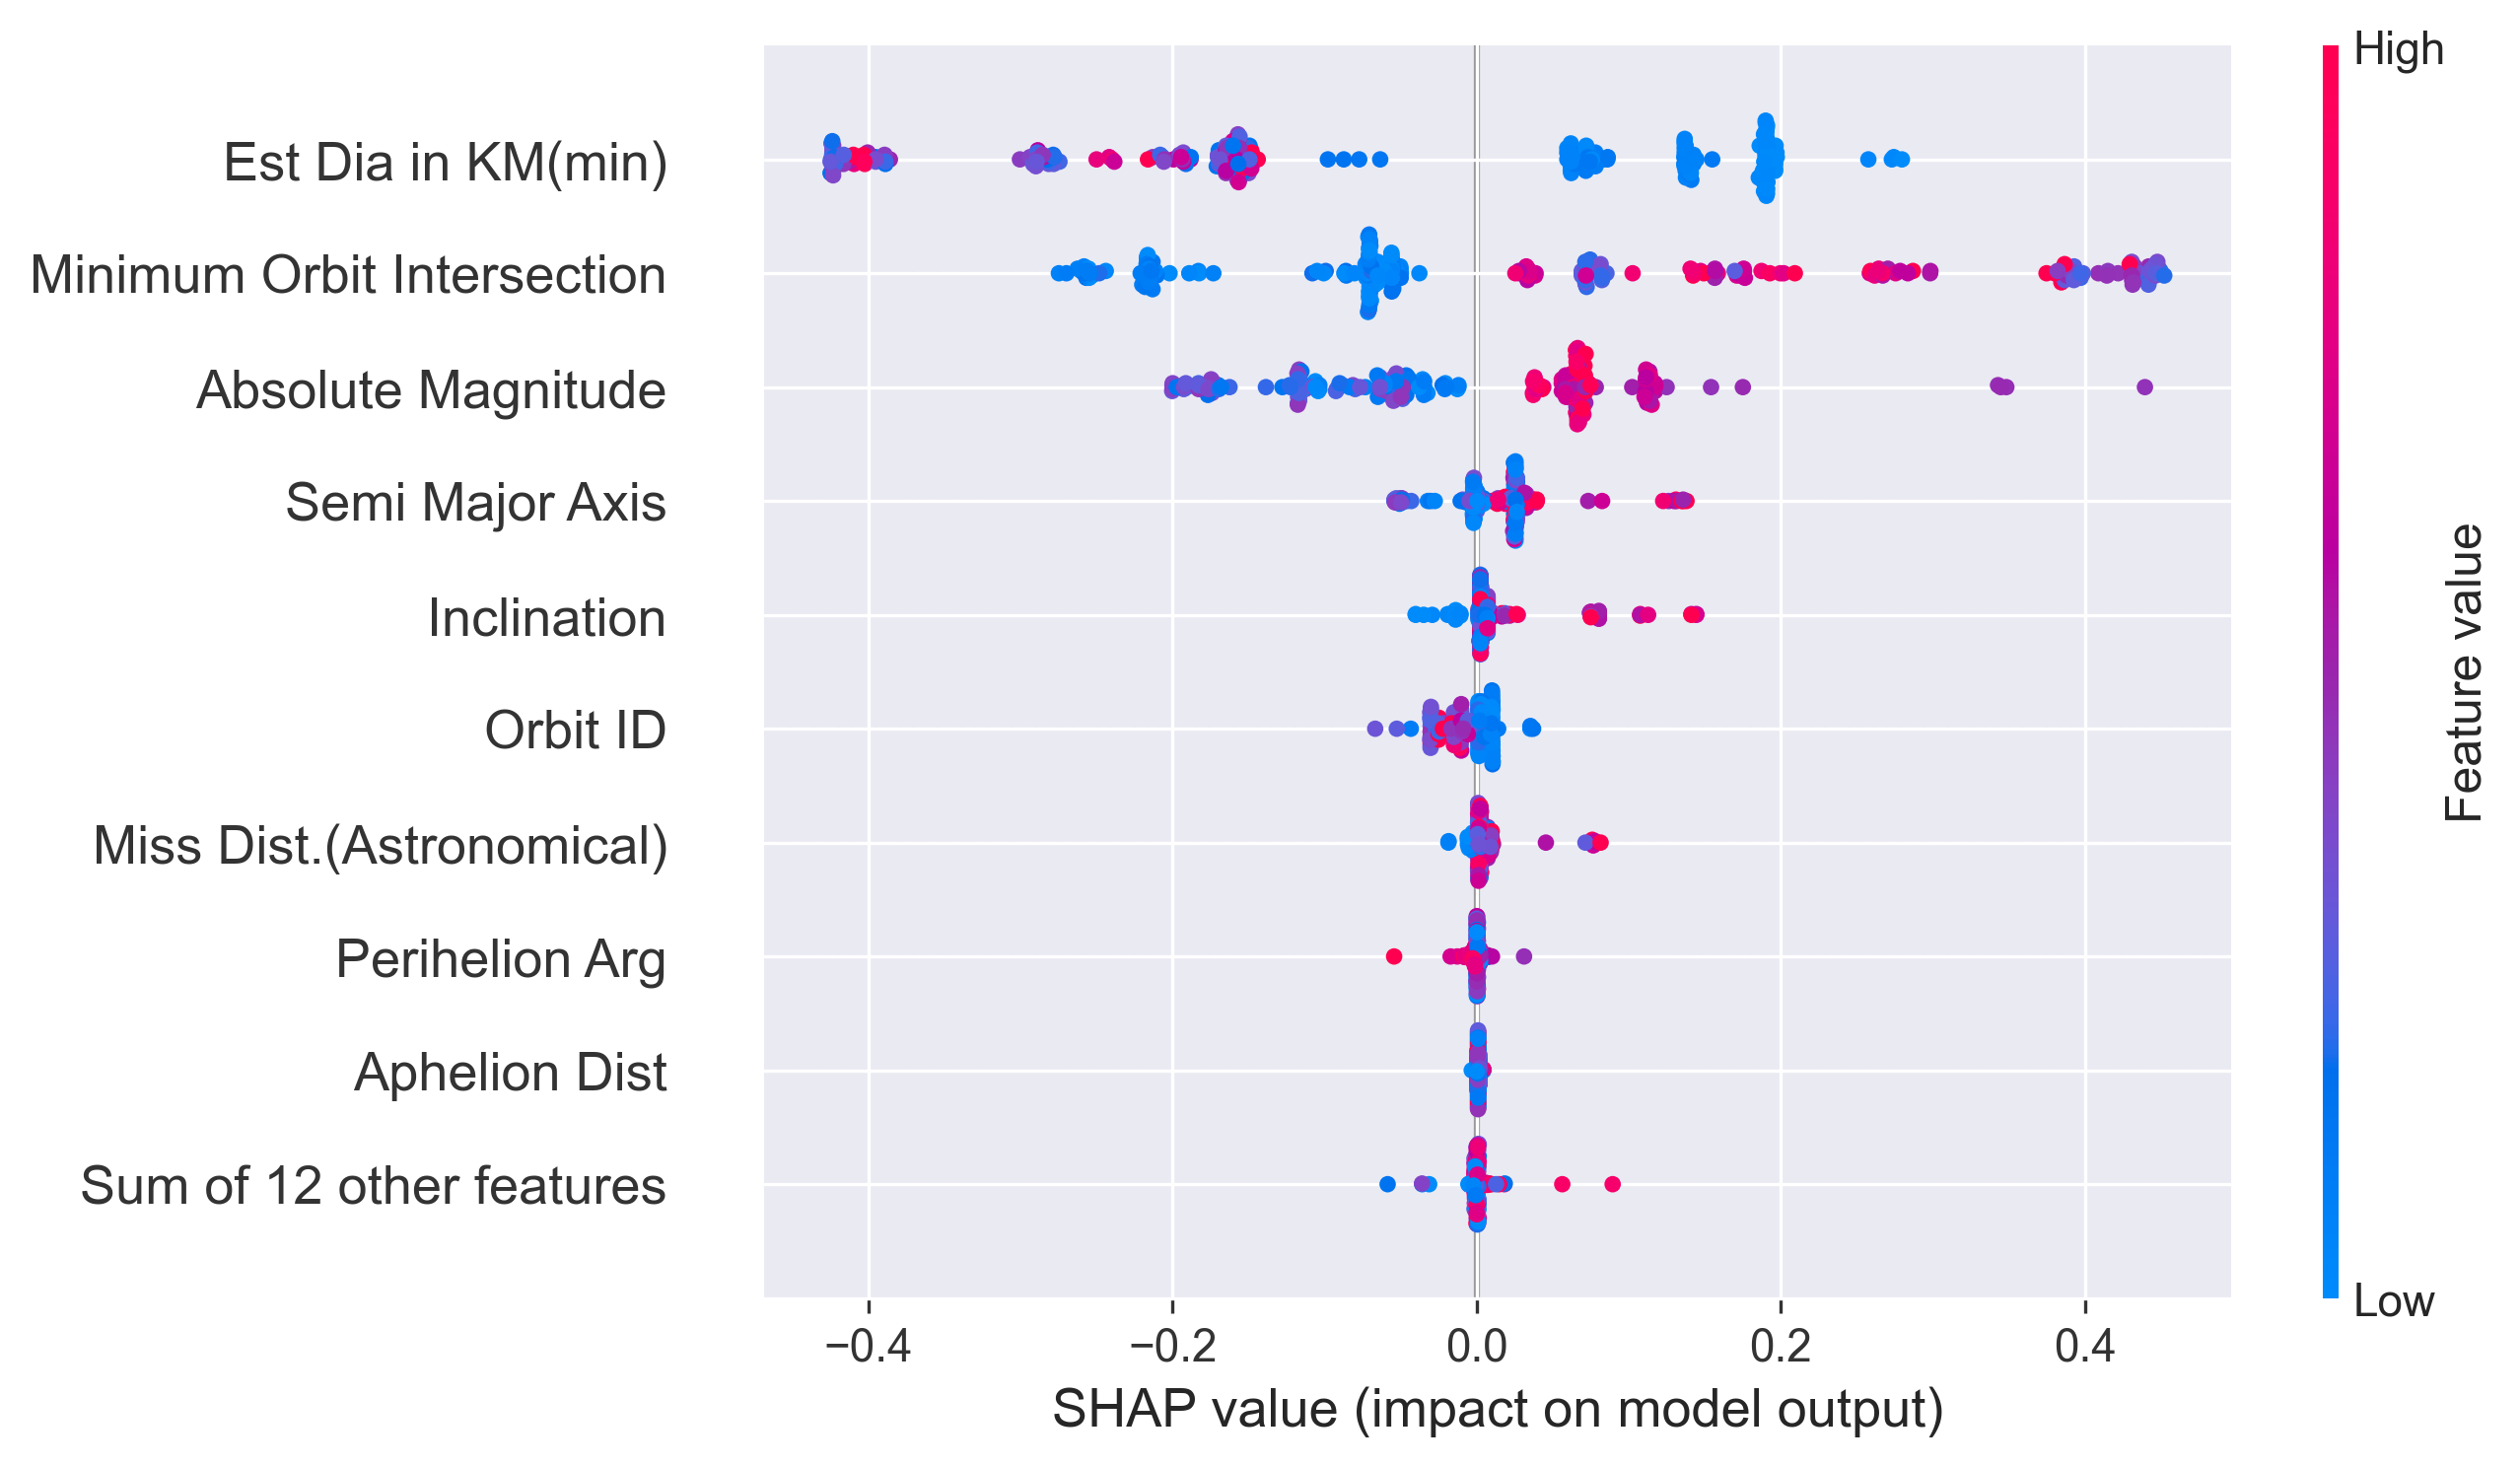 High
Est Dia in KM(min)
Minimum Orbit Intersection
Absolute Magnitude
Semi Major Axis
Inclination
Orbit ID
Miss Dist.(Astronomical)
Perihelion Arg
Aphelion Dist
Sum of 12 other features
Feature value
Low
−0.4 −0.2 0.0 0.2 0.4
SHAP value (impact on model output)